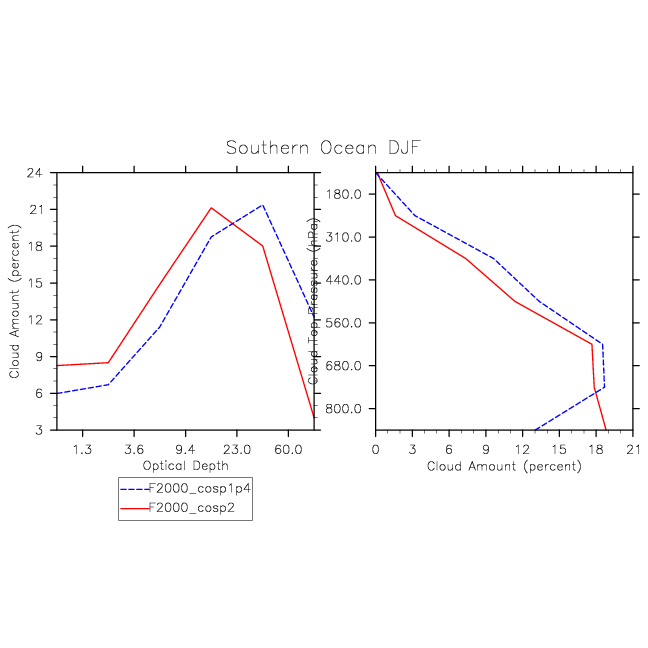 Southern Ocean DJF
Cloud Amount (percent)
24
21
18
15
12
9
6
3
1.3 3.6 9.4 23.0 60.0
Optical Depth
Cloud Top Pressure (hPa)
180.0
310.0
440.0
560.0
680.0
800.0
0 3 6 9 12 15 18 21
Cloud Amount (percent)
F2000_cosp1p4
F2000_cosp2